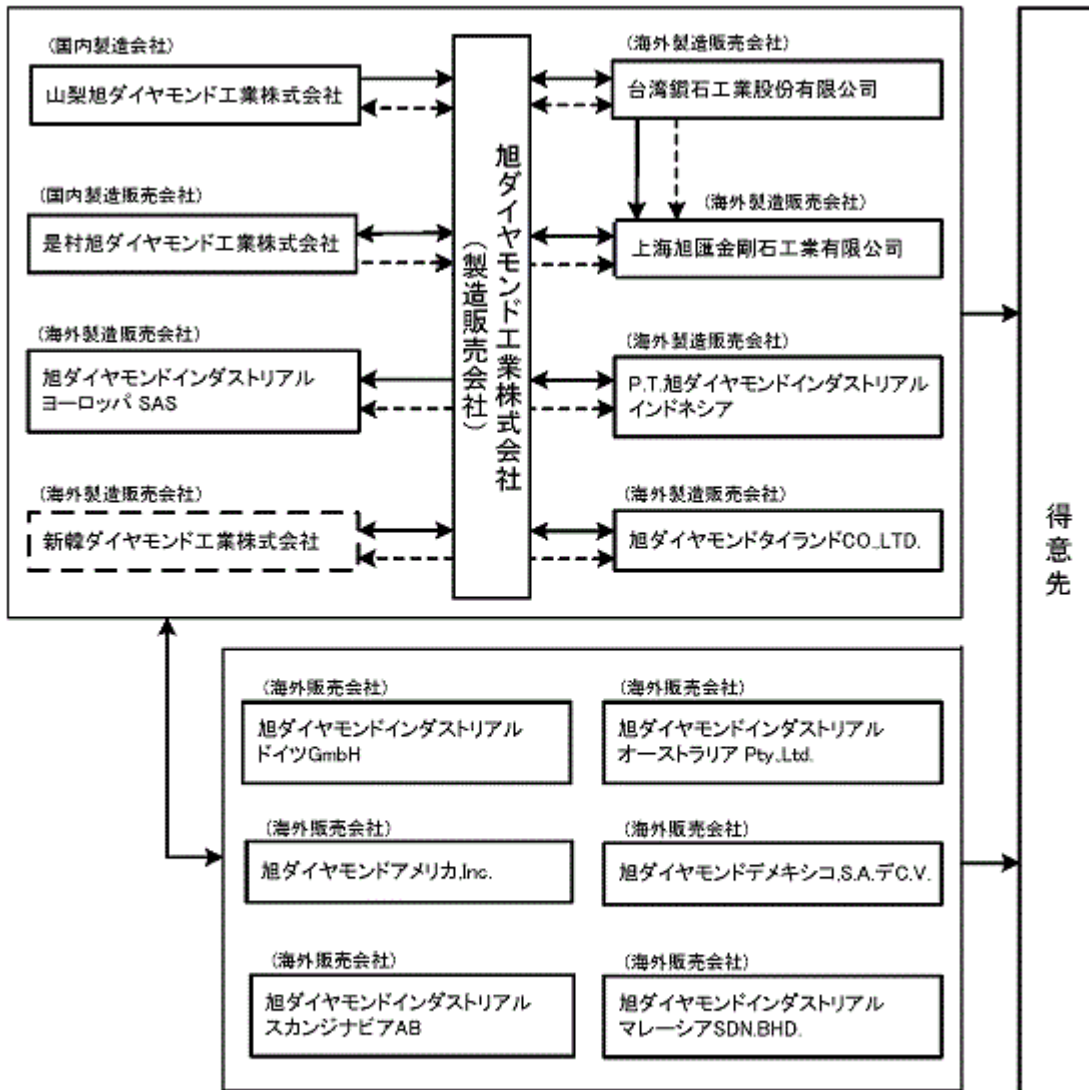 (国内製造会社)
山梨旭ダイヤモンド工業株式会社
(海外製造販売会社)
台湾鑽石工業股份有限公司
(国内製造販売会社)
是村旭ダイヤモンド工業株式会社
(海外製造販売会社)
上海旭匯金剛石工業有限公司
旭ダイヤモンド工業株式会社
(製造販売会社)
(海外製造販売会社)
旭ダイヤモンドインダストリアル
ヨーロッパ SAS
(海外製造販売会社)
P.T.旭ダイヤモンドインダストリアル
インドネシア
(海外製造販売会社)
新韓ダイヤモンド工業株式会社
(海外製造販売会社)
旭ダイヤモンドタイランドCO.,LTD.
得意先
(海外販売会社)
旭ダイヤモンドインダストリアル
ドイツGmbH
(海外販売会社)
旭ダイヤモンドインダストリアル
オーストラリア Pty.,Ltd.
(海外販売会社)
旭ダイヤモンドアメリカ,Inc.
(海外販売会社)
旭ダイヤモンドデメキシコ,S.A.デC.V.
(海外販売会社)
旭ダイヤモンドインダストリアル
スカンジナビアAB
(海外販売会社)
旭ダイヤモンドインダストリアル
マレーシアSDN.BHD.